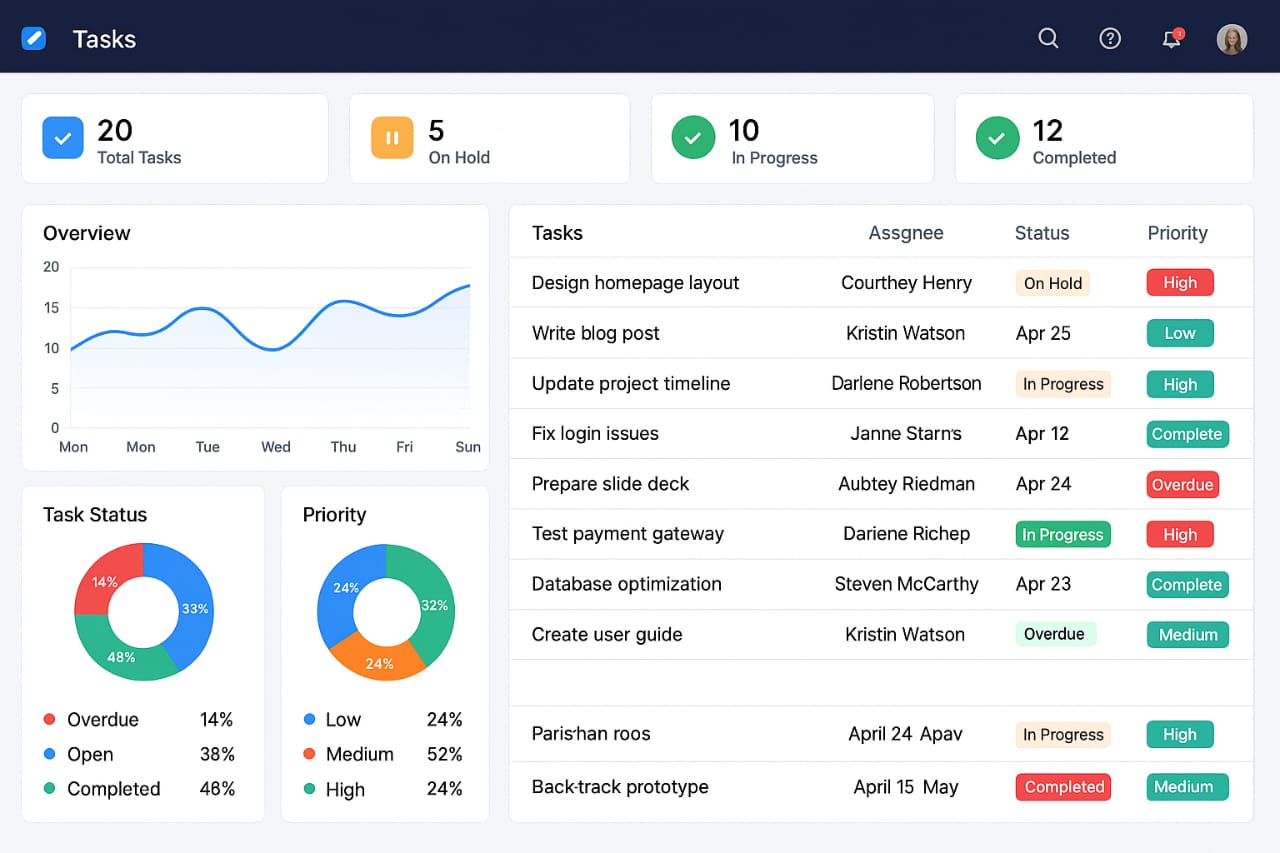 Tasks
20
Total Tasks
5
On Hold
10
In Progress
12
Completed
Overview
20
15
10
5
0
Mon Mon Tue Wed Thu Fri Sun
Task Status
14%
33%
48%
Overdue 14%
Open 38%
Completed 48%
Priority
24%
32%
24%
Low 24%
Medium 52%
High 24%
Tasks Assgnee Status Priority
Design homepage layout Courthey Henry On Hold High
Write blog post Kristin Watson Apr 25 Low
Update project timeline Darlene Robertson In Progress High
Fix login issues Janne Starns Apr 12 Complete
Prepare slide deck Aubtey Riedman Apr 24 Overdue
Test payment gateway Dariene Richep In Progress High
Database optimization Steven McCarthy Apr 23 Complete
Create user guide Kristin Watson Overdue Medium
Paris‑han roos April 24 Apav In Progress High
Back-track prototype April 15 May Completed Medium